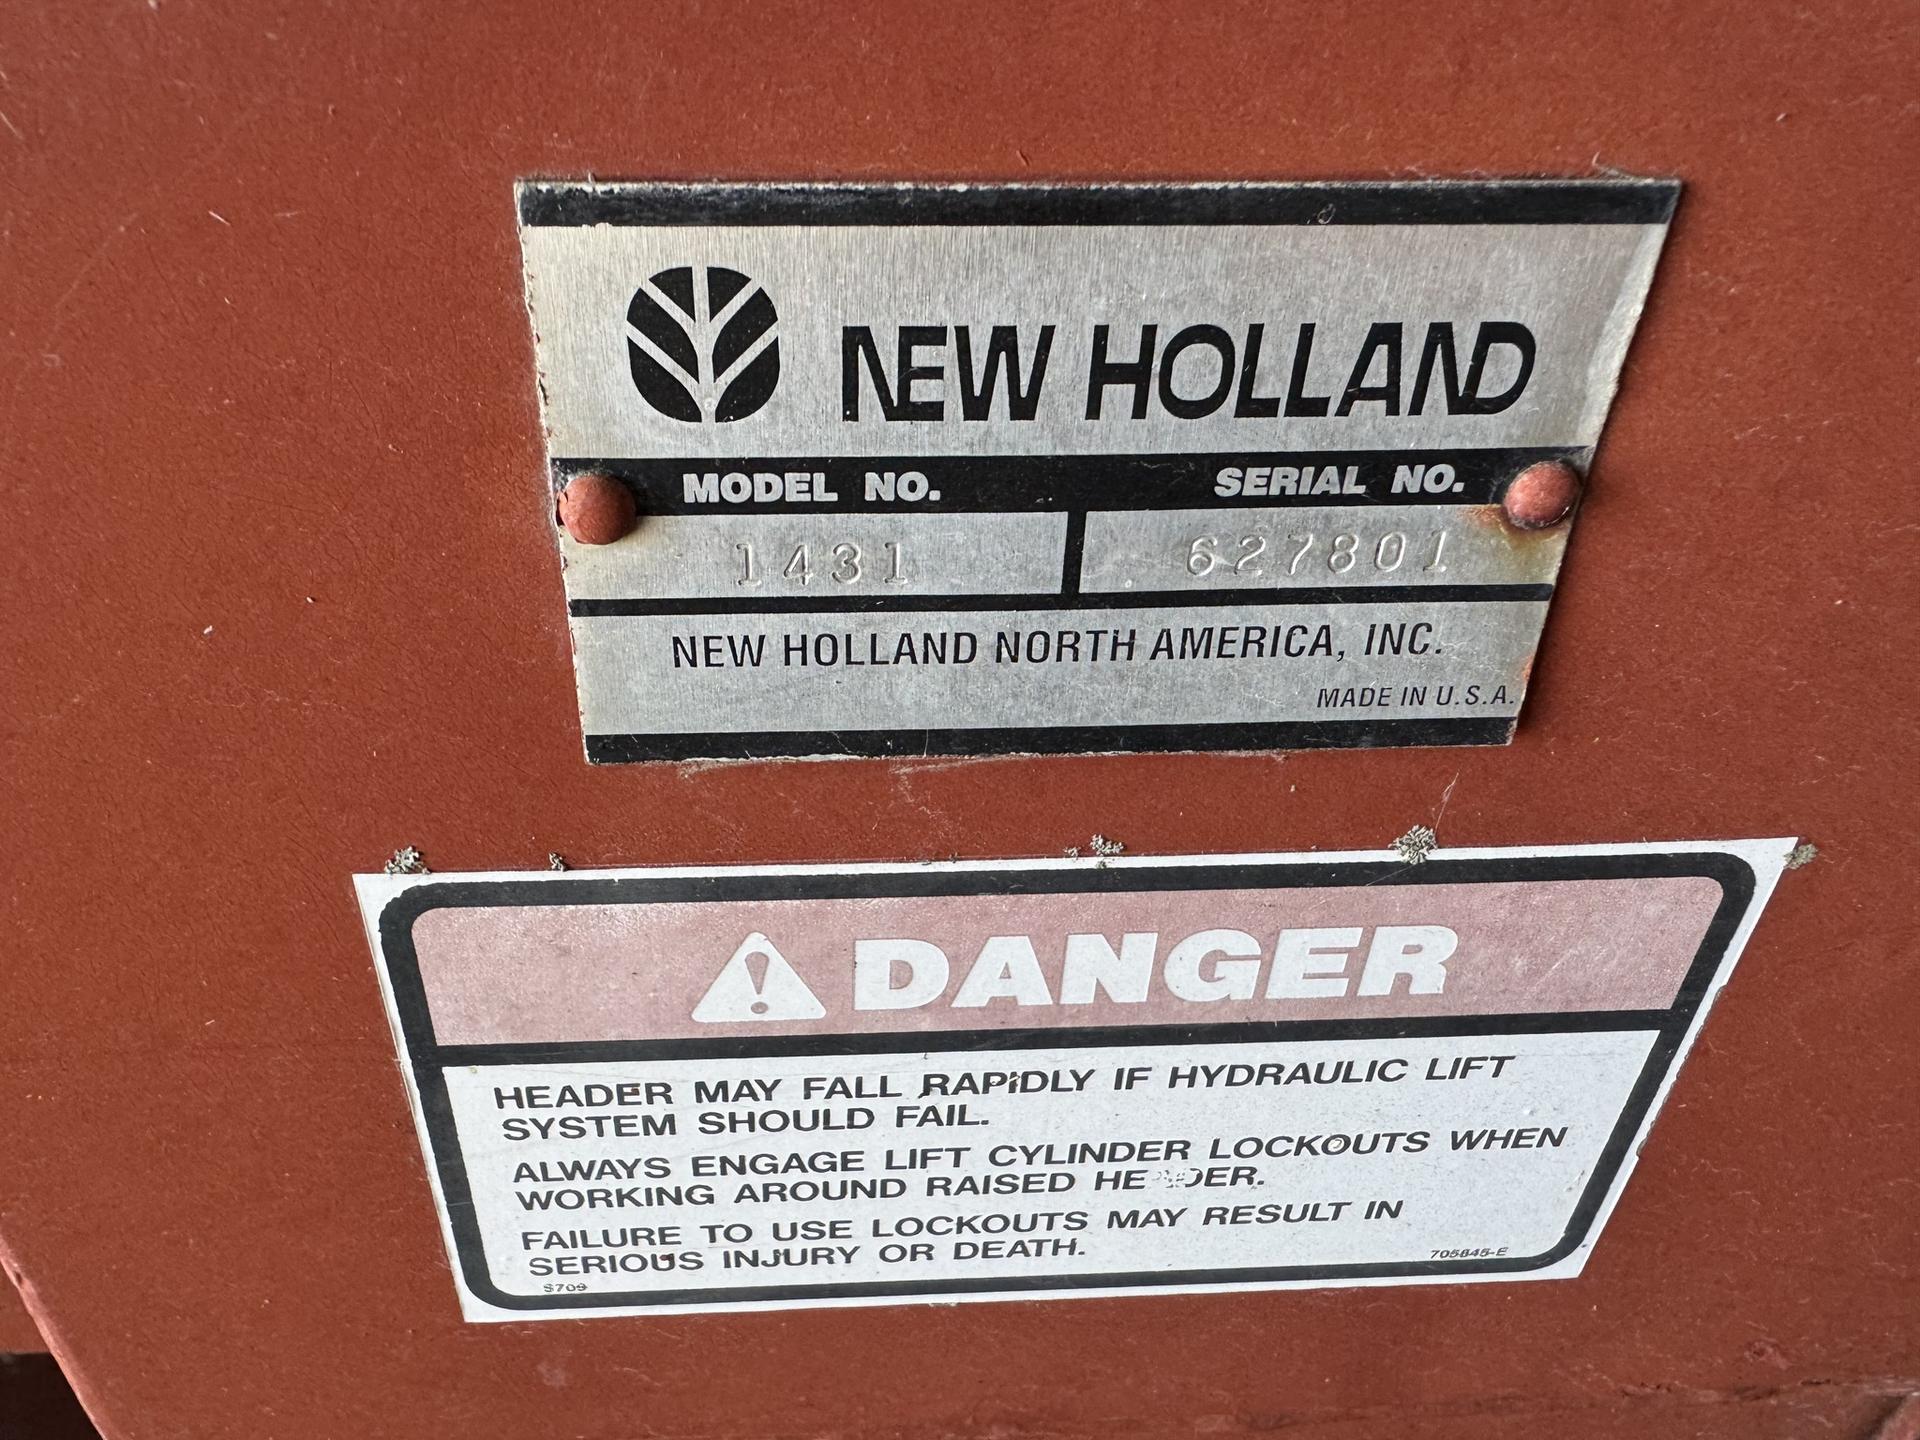 NEW HOLLAND
MODEL NO. SERIAL NO.
1431 627801
NEW HOLLAND NORTH AMERICA, INC.
MADE IN U.S.A.
DANGER
HEADER MAY FALL RAPIDLY IF HYDRAULIC LIFT
SYSTEM SHOULD FAIL.
ALWAYS ENGAGE LIFT CYLINDER LOCKOUTS WHEN
WORKING AROUND RAISED HEADER.
FAILURE TO USE LOCKOUTS MAY RESULT IN
SERIOUS INJURY OR DEATH.
S709 705845-E